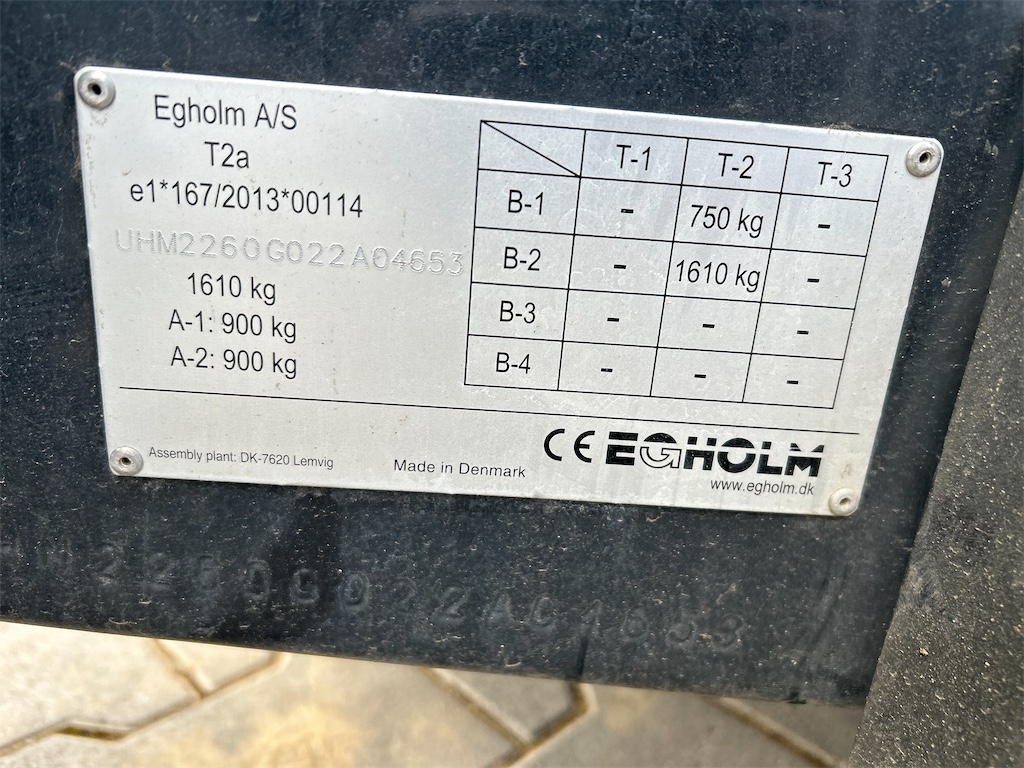 Egholm A/S
T2a
e1*167/2013*00114
UHM2260G022A04653
1610 kg
A-1: 900 kg
A-2: 900 kg
T-1 T-2 T-3
B-1 - 750 kg -
B-2 - 1610 kg -
B-3 - - -
B-4 - - -
Assembly plant: DK-7620 Lemvig
Made in Denmark
CE EGHOLM
www.egholm.dk